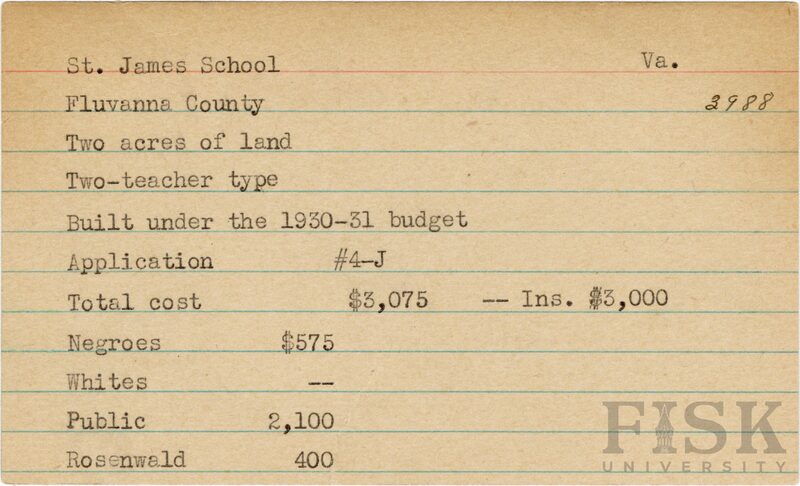 St. James School Va.
Fluvanna County 3988
Two acres of land
Two-teacher type
Built under the 1930-31 budget
Application #4-J
Total cost $3,075 -- Ins. $3,000
Negroes $575
Whites --
Public 2,100
Rosenwald 400
FISK
UNIVERSITY